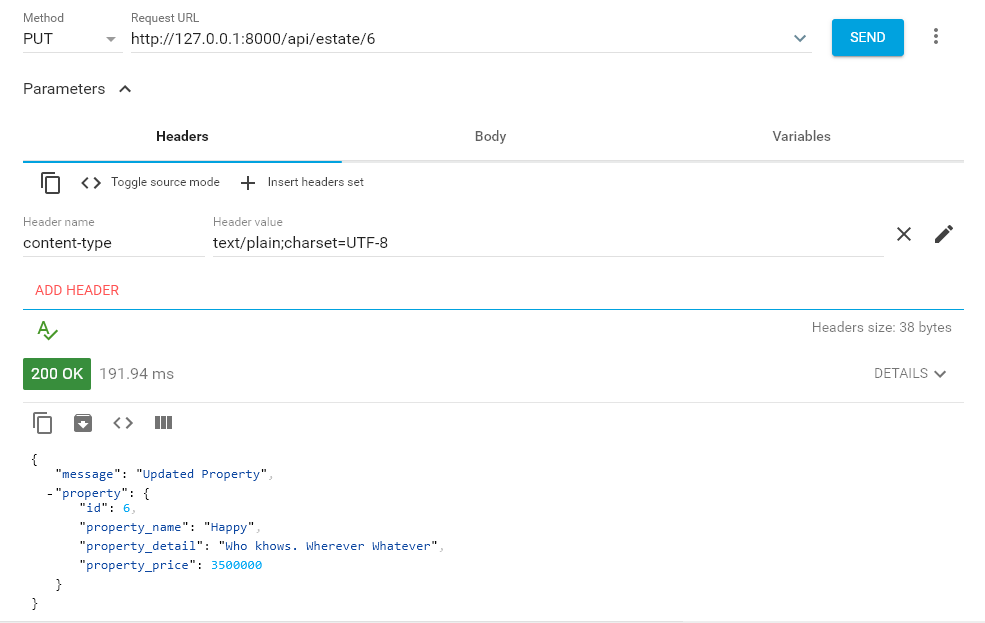 Method
Request URL
PUT
http://127.0.0.1:8000/api/estate/6
SEND
Parameters
Headers
Body
Variables
Toggle source mode
Insert headers set
Header name
Header value
content-type
text/plain;charset=UTF-8
ADD HEADER
Headers size: 38 bytes
200 OK
191.94 ms
DETAILS
{
"message": "Updated Property",
-"property": {
"id": 6,
"property_name": "Happy",
"property_detail": "Who khows. Wherever Whatever",
"property_price": 3500000
}
}